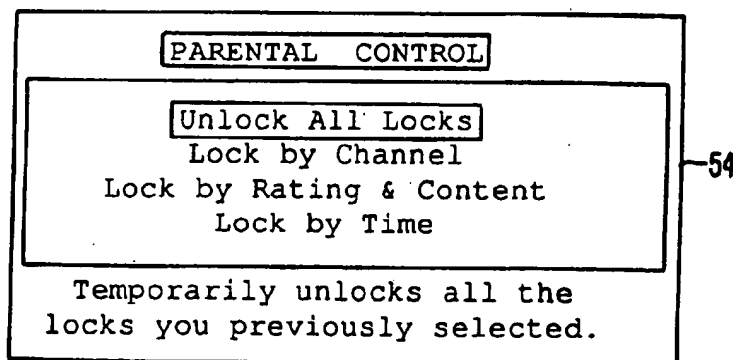 PARENTAL CONTROL
Unlock All Locks
Lock by Channel
Lock by Rating & Content
Lock by Time
54
Temporarily unlocks all the
locks you previously selected.